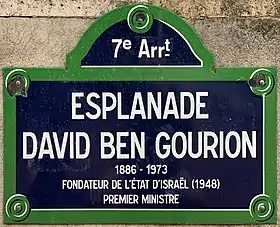 7e Arrt
ESPLANADE
DAVID BEN GOURION
1886 - 1973
FONDATEUR DE L'ÉTAT D'ISRAËL (1948)
PREMIER MINISTRE